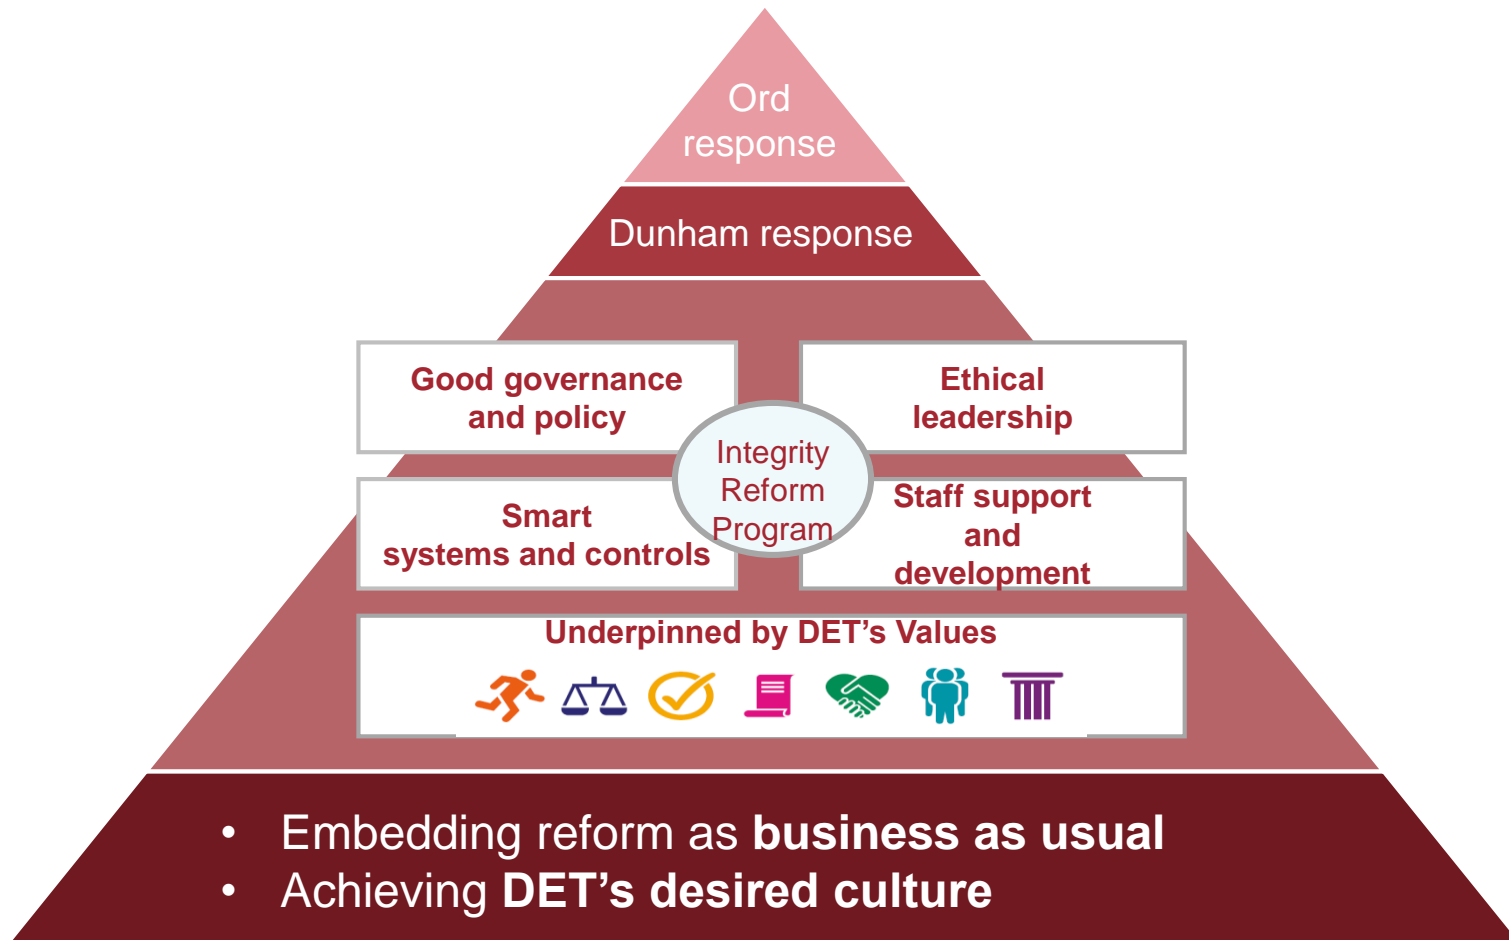 Ord
response
Dunham response
Good governance
and policy
Ethical
leadership
Integrity
Reform
Program
Smart
systems and controls
Staff support
and
development
Underpinned by DET's Values
• Embedding reform as business as usual
• Achieving DET's desired culture